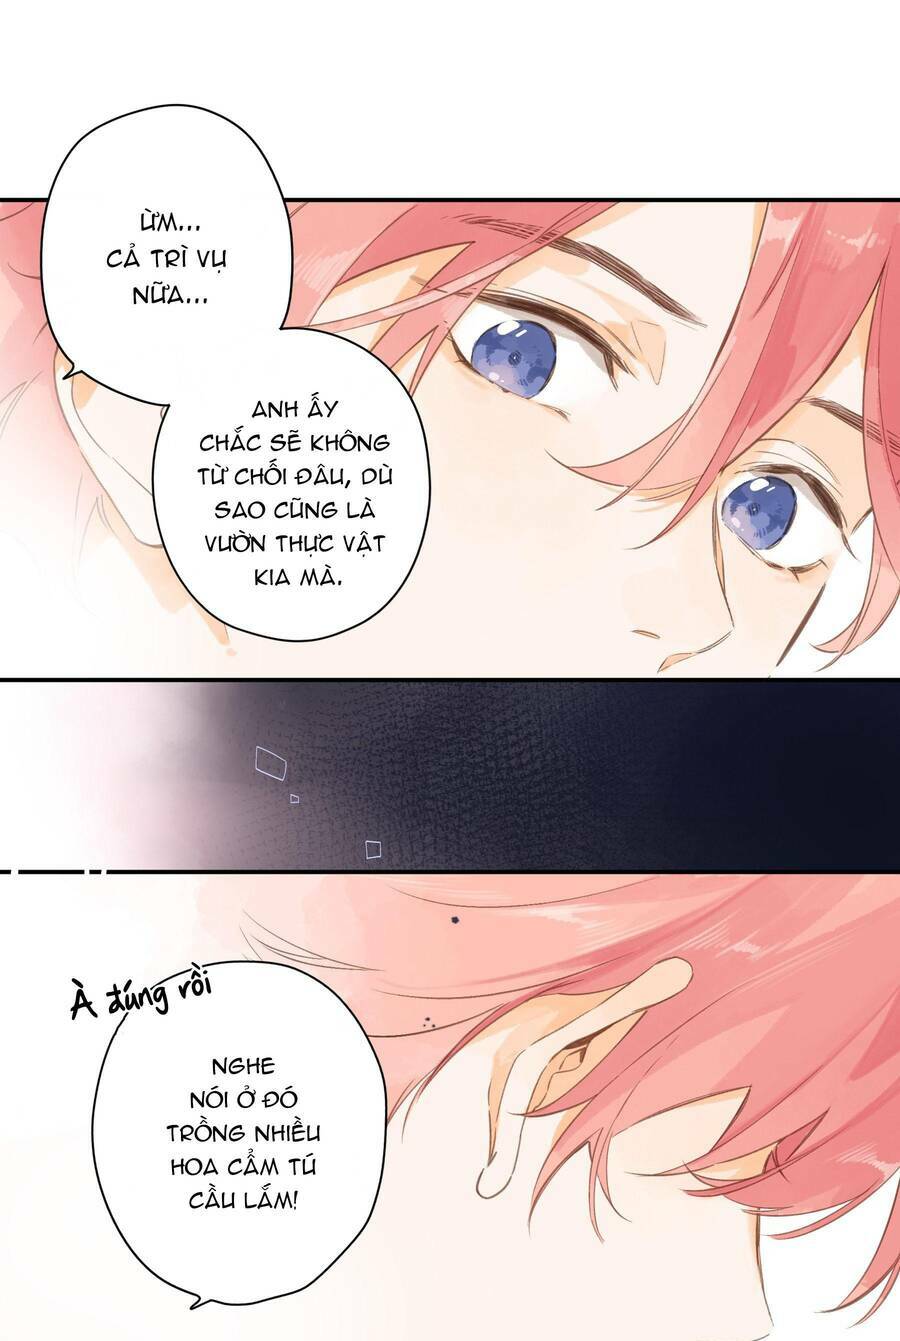 ỪM...
CẢ TRÌ VỤ
NỮA...
ANH ẤY
CHẮC SẼ KHÔNG
TỪ CHỐI ĐÂU, DÙ
SAO CŨNG LÀ
VƯỜN THỰC VẬT
KIA MÀ.
À đúng rồi
NGHE
NÓI Ở ĐÓ
TRỒNG NHIỀU
HOA CẨM TÚ
CẦU LẮM!